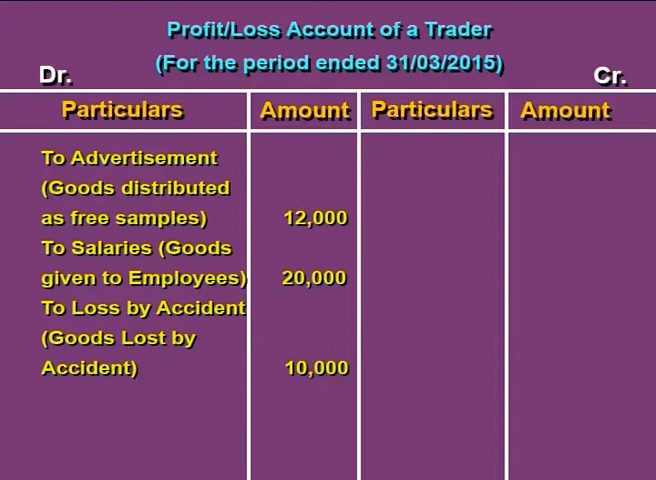 Profit/Loss Account of a Trader
(For the period ended 31/03/2015)
Dr. Cr.
Particulars Amount Particulars Amount
To Advertisement
(Goods distributed
as free samples) 12,000
To Salaries (Goods
given to Employees) 20,000
To Loss by Accident
(Goods Lost by
Accident) 10,000